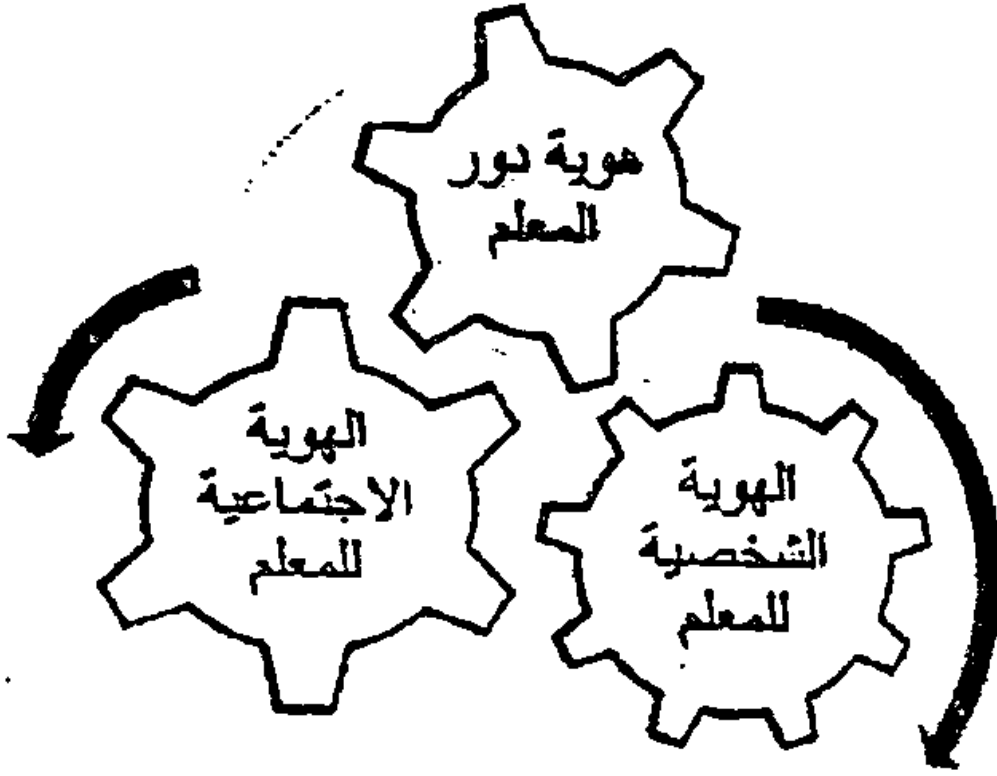 هوية دور
المعلم
الهوية
الشخصية
للمعلم
الهوية
الاجتماعية
للمعلم